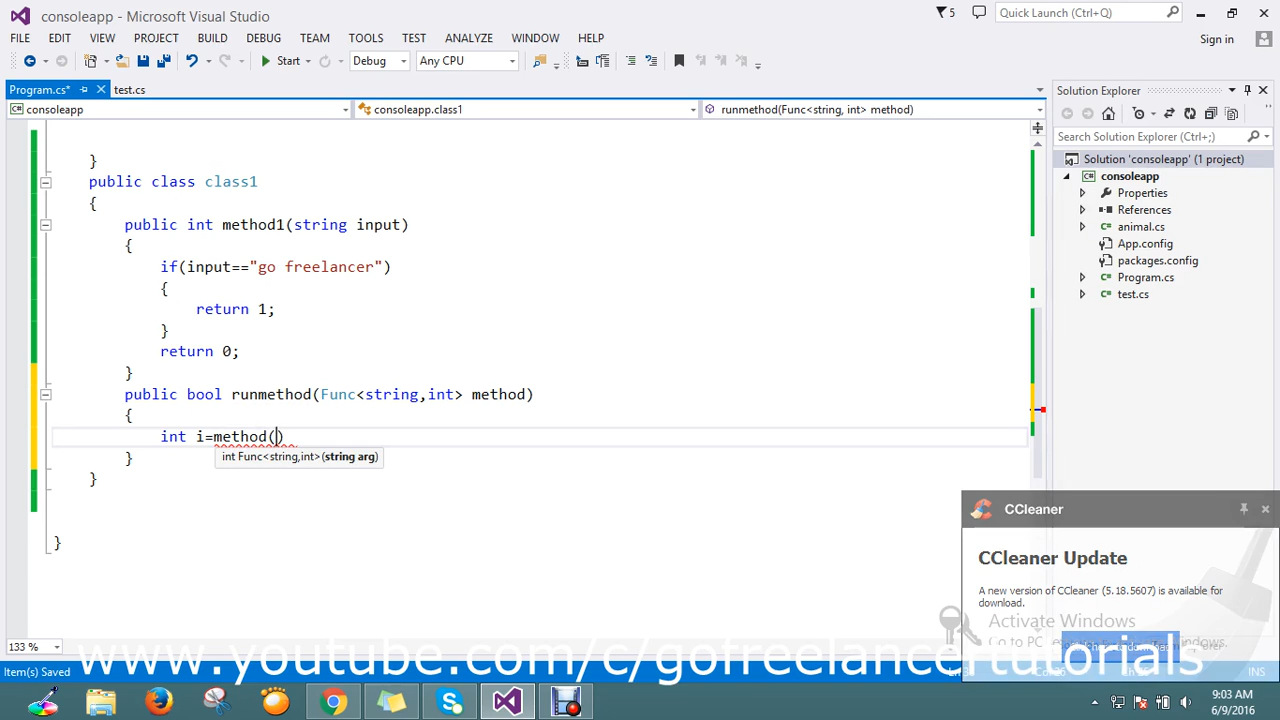 consoleapp - Microsoft Visual Studio
5
Quick Launch (Ctrl+Q)
FILE EDIT VIEW PROJECT BUILD DEBUG TEAM TOOLS TEST ANALYZE WINDOW HELP
Sign in
Start Debug Any CPU
Program.cs* test.cs
consoleapp consoleapp.class1 runmethod(Func<string, int> method)
}
public class class1
{
public int method1(string input)
{
if(input=="go freelancer")
{
return 1;
}
return 0;
}
public bool runmethod(Func<string,int> method)
{
int i=method()
int Func<string,int>(string arg)
}
}
}
133 %
Solution Explorer
Search Solution Explorer (Ctrl+;)
Solution 'consoleapp' (1 project)
consoleapp
Properties
References
animal.cs
App.config
packages.config
Program.cs
test.cs
CCleaner
CCleaner Update
A new version of CCleaner (5.18.5607) is available for
download.
Activate Windows
Go to PC
www.youtube.com/c/gofreelancertutorials
Item(s) Saved
INS
9:03 AM
6/9/2016